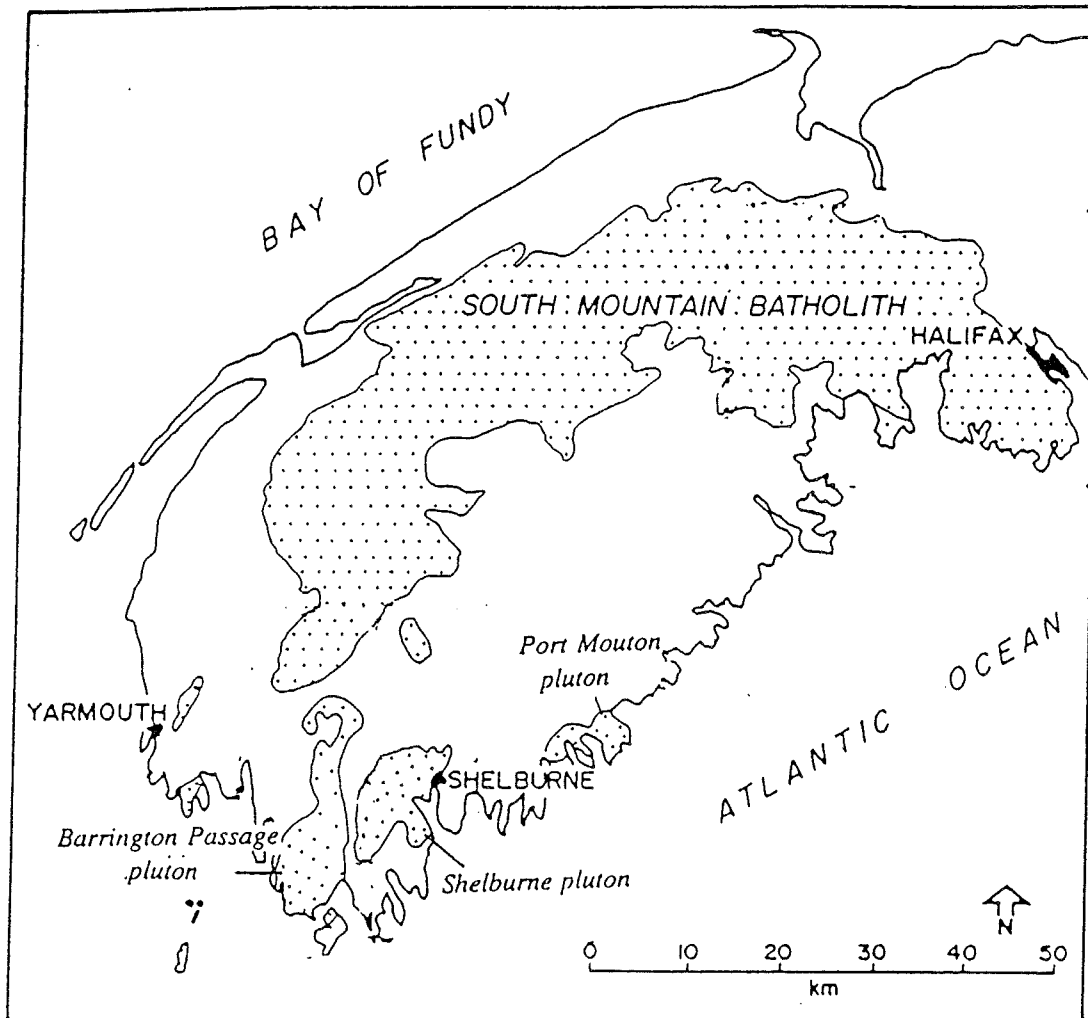 BAY OF FUNDY
SOUTH MOUNTAIN BATHOLITH
HALIFAX
Port Mouton
pluton
ATLANTIC OCEAN
YARMOUTH
SHELBURNE
Barrington Passage
pluton
Shelburne pluton
N
0 10 20 30 40 50
km